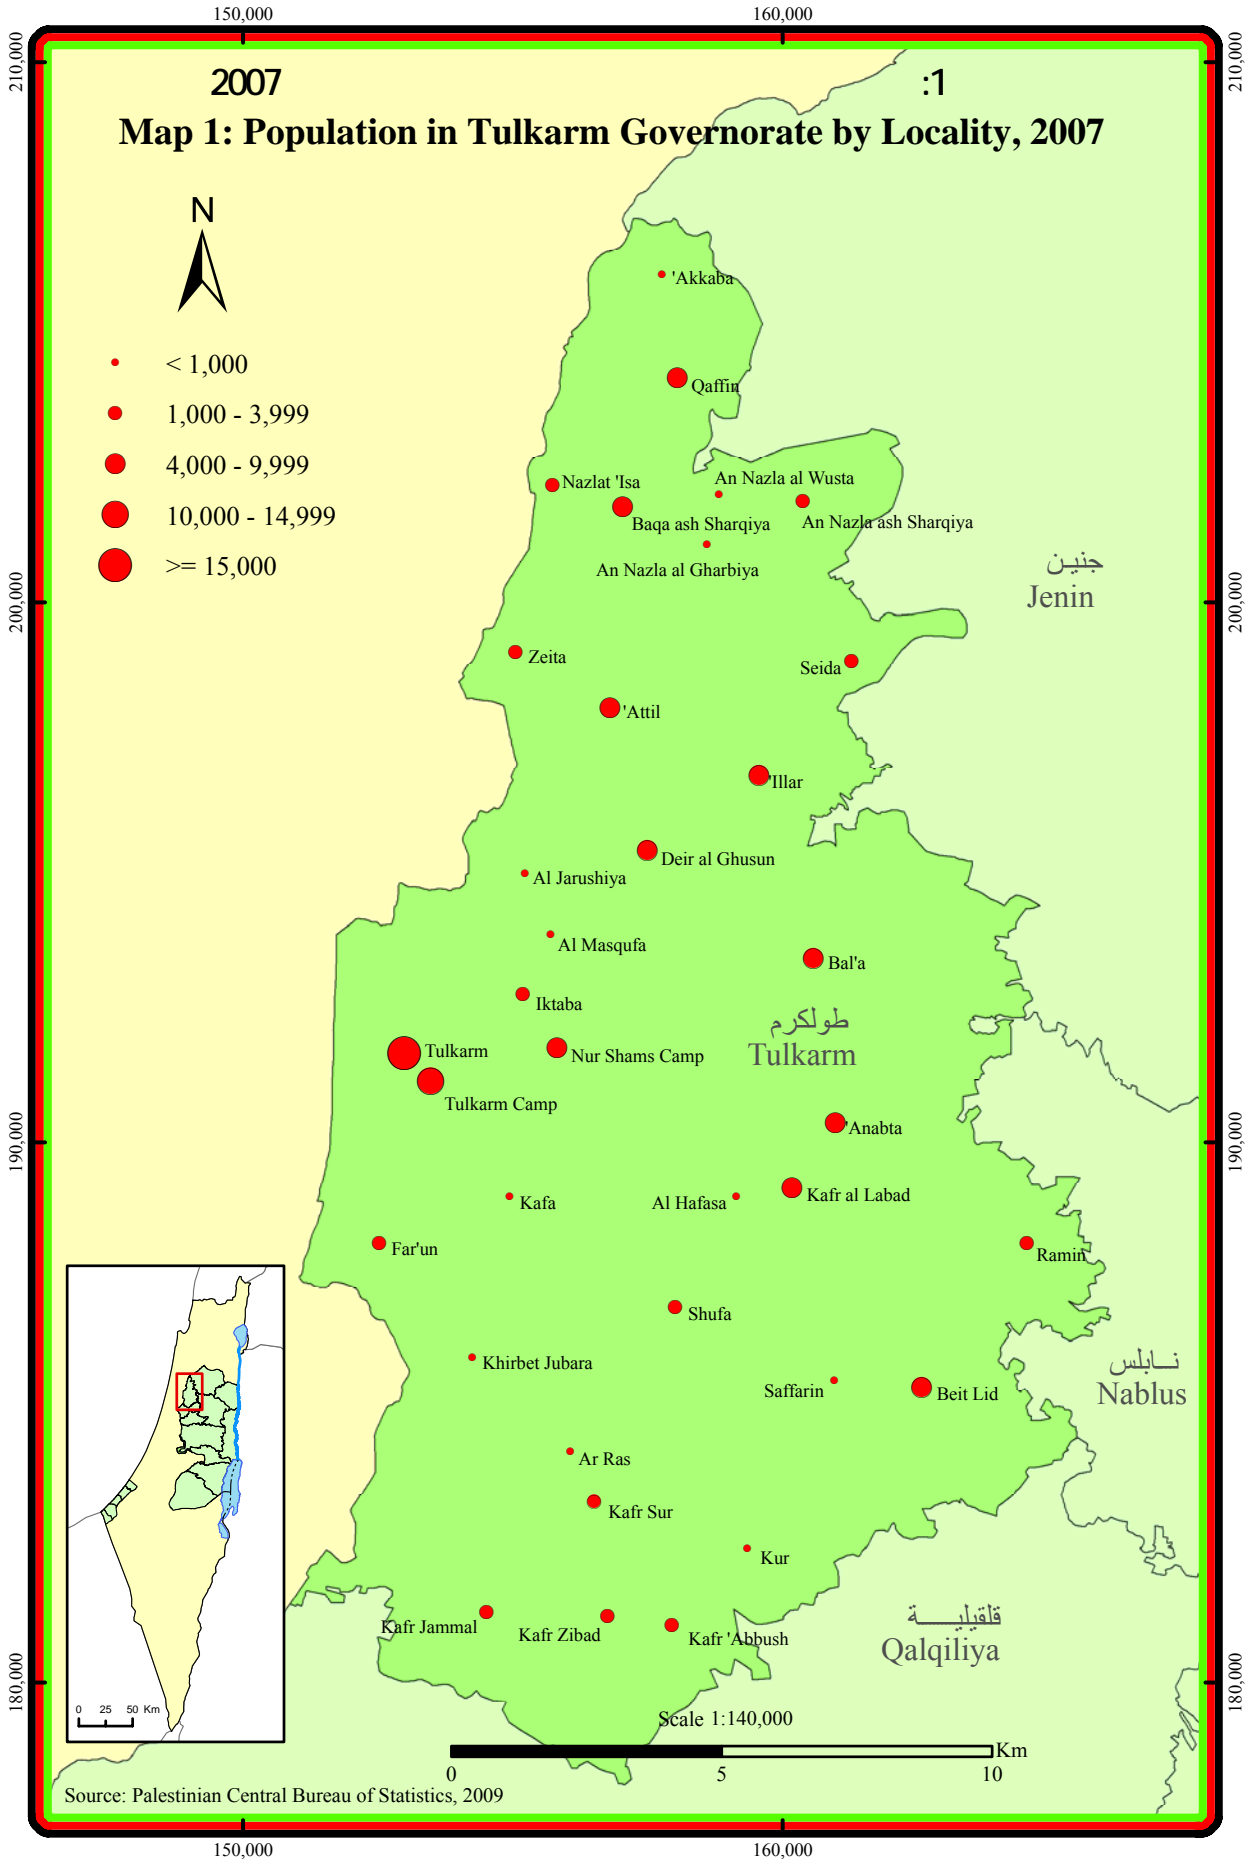 150,000 160,000
210,000 210,000
2007 :1
Map 1: Population in Tulkarm Governorate by Locality, 2007
N
< 1,000
1,000 - 3,999
4,000 - 9,999
10,000 - 14,999
>= 15,000
'Akkaba
Qaffin
Nazlat 'Isa
An Nazla al Wusta
Baqa ash Sharqiya
An Nazla ash Sharqiya
An Nazla al Gharbiya
جنين
Jenin
200,000 200,000
Zeita
Seida
'Attil
'Illar
Deir al Ghusun
Al Jarushiya
Al Masqufa
Bal'a
Iktaba
طولكرم
Tulkarm
Tulkarm
Nur Shams Camp
Tulkarm Camp
'Anabta
190,000 190,000
Kafa
Al Hafasa
Kafr al Labad
Far'un
Ramin
Shufa
Khirbet Jubara
Saffarin
Beit Lid
نابلس
Nablus
Ar Ras
Kafr Sur
Kur
Kafr Jammal
Kafr Zibad
Kafr 'Abbush
قلقيلية
Qalqiliya
180,000 180,000
0 25 50 Km
Scale 1:140,000
Km
0 5 10
Source: Palestinian Central Bureau of Statistics, 2009
150,000 160,000